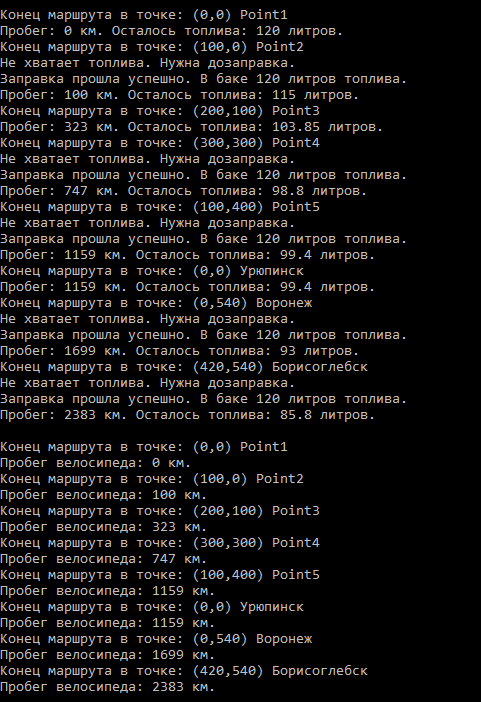 Конец маршрута в точке: (0,0) Point1
Пробег: 0 км. Осталось топлива: 120 литров.
Конец маршрута в точке: (100,0) Point2
Не хватает топлива. Нужна дозаправка.
Заправка прошла успешно. В баке 120 литров топлива.
Пробег: 100 км. Осталось топлива: 115 литров.
Конец маршрута в точке: (200,100) Point3
Пробег: 323 км. Осталось топлива: 103.85 литров.
Конец маршрута в точке: (300,300) Point4
Не хватает топлива. Нужна дозаправка.
Заправка прошла успешно. В баке 120 литров топлива.
Пробег: 747 км. Осталось топлива: 98.8 литров.
Конец маршрута в точке: (100,400) Point5
Не хватает топлива. Нужна дозаправка.
Заправка прошла успешно. В баке 120 литров топлива.
Пробег: 1159 км. Осталось топлива: 99.4 литров.
Конец маршрута в точке: (0,0) Урюпинск
Пробег: 1159 км. Осталось топлива: 99.4 литров.
Конец маршрута в точке: (0,540) Воронеж
Не хватает топлива. Нужна дозаправка.
Заправка прошла успешно. В баке 120 литров топлива.
Пробег: 1699 км. Осталось топлива: 93 литров.
Конец маршрута в точке: (420,540) Борисоглебск
Не хватает топлива. Нужна дозаправка.
Заправка прошла успешно. В баке 120 литров топлива.
Пробег: 2383 км. Осталось топлива: 85.8 литров.
Конец маршрута в точке: (0,0) Point1
Пробег велосипеда: 0 км.
Конец маршрута в точке: (100,0) Point2
Пробег велосипеда: 100 км.
Конец маршрута в точке: (200,100) Point3
Пробег велосипеда: 323 км.
Конец маршрута в точке: (300,300) Point4
Пробег велосипеда: 747 км.
Конец маршрута в точке: (100,400) Point5
Пробег велосипеда: 1159 км.
Конец маршрута в точке: (0,0) Урюпинск
Пробег велосипеда: 1159 км.
Конец маршрута в точке: (0,540) Воронеж
Пробег велосипеда: 1699 км.
Конец маршрута в точке: (420,540) Борисоглебск
Пробег велосипеда: 2383 км.